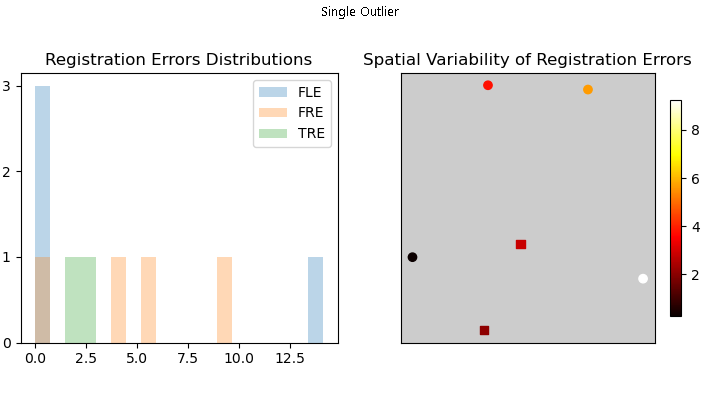 Single Outlier
Registration Errors Distributions
3
2
1
0
0.0 2.5 5.0 7.5 10.0 12.5
FLE
FRE
TRE
Spatial Variability of Registration Errors
8
6
4
2